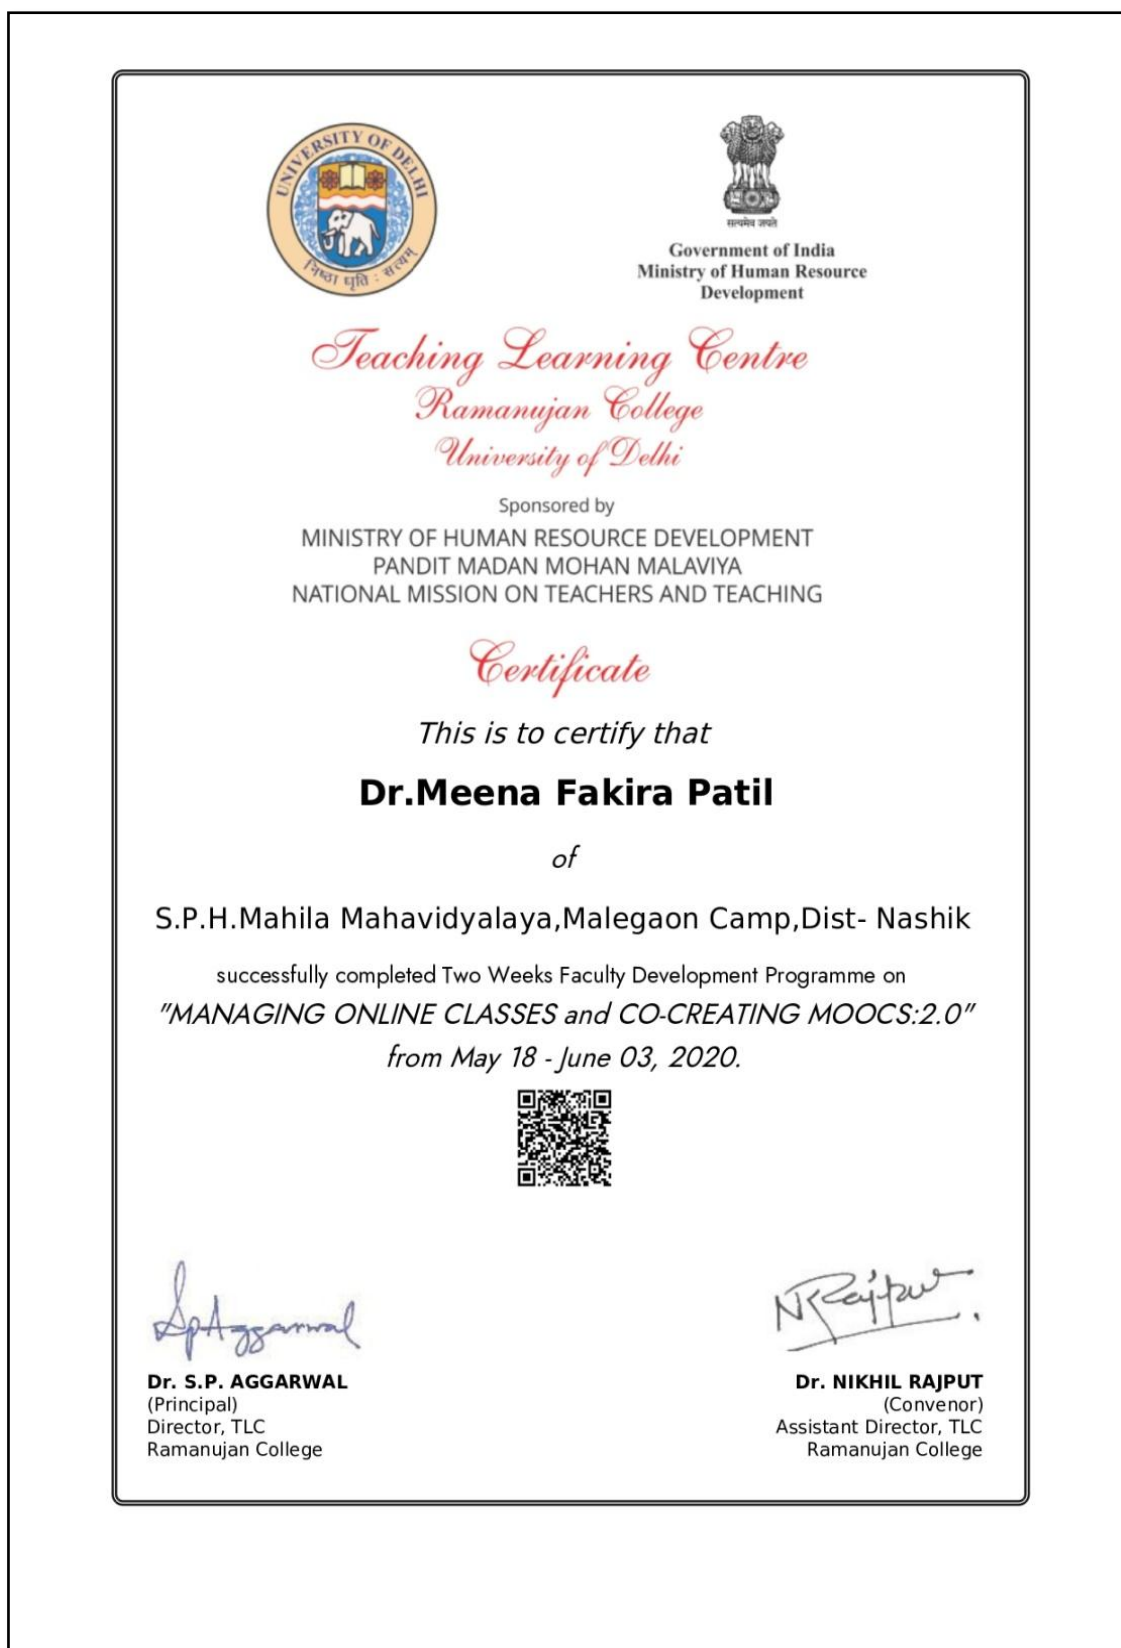 UNIVERSITY OF DELHI
निष्ठा धृति: सत्यम्
सत्यमेव जयते
Government of India
Ministry of Human Resource
Development
Teaching Learning Centre
Ramanujan College
University of Delhi
Sponsored by
MINISTRY OF HUMAN RESOURCE DEVELOPMENT
PANDIT MADAN MOHAN MALAVIYA
NATIONAL MISSION ON TEACHERS AND TEACHING
Certificate
This is to certify that
Dr.Meena Fakira Patil
of
S.P.H.Mahila Mahavidyalaya,Malegaon Camp,Dist- Nashik
successfully completed Two Weeks Faculty Development Programme on
"MANAGING ONLINE CLASSES and CO-CREATING MOOCS:2.0"
from May 18 - June 03, 2020.
SpAggarwal
NRajput
Dr. S.P. AGGARWAL
(Principal)
Director, TLC
Ramanujan College
Dr. NIKHIL RAJPUT
(Convenor)
Assistant Director, TLC
Ramanujan College